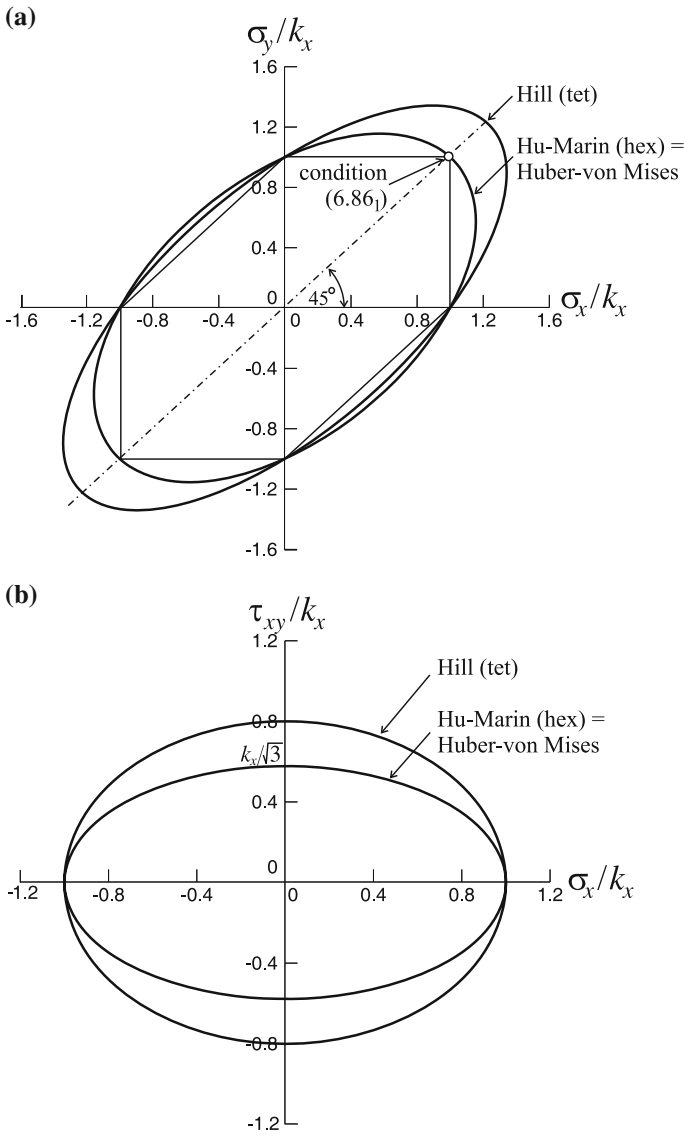 (a)
σy/kx
1.6
Hill (tet)
1.2
Hu-Marin (hex) =
Huber-von Mises
condition
(6.86₁)
0.8
0.4
0
45°
σx/kx
-1.6
-1.2
-0.8
-0.4
0
0.4
0.8
1.2
1.6
-0.4
-0.8
-1.2
-1.6
(b)
τxy/kx
1.2
Hill (tet)
0.8
Hu-Marin (hex) =
Huber-von Mises
kx/√3
0.4
0
-1.2
-0.8
-0.4
0
0.4
0.8
1.2
σx/kx
-0.4
-0.8
-1.2